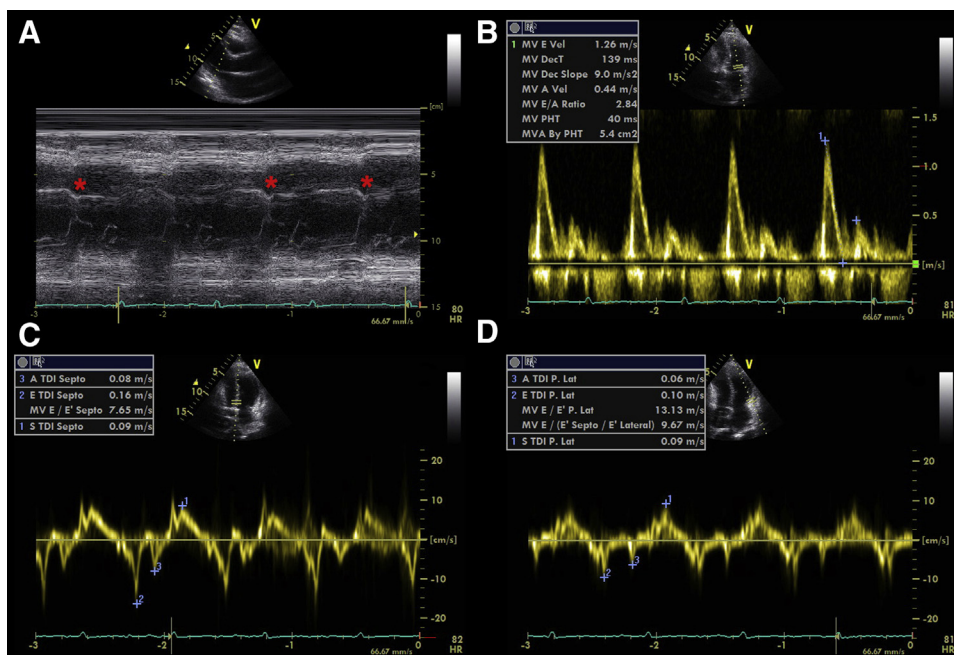 A
V
5
10
15
[cm]
5
10
15
-3
-2
-1
0
80
HR
66.67 mm/s
B
1 MV E Vel 1.26 m/s
MV DecT 139 ms
MV Dec Slope 9.0 m/s2
MV A Vel 0.44 m/s
MV E/A Ratio 2.84
MV PHT 40 ms
MVA By PHT 5.4 cm2
V
5
10
15
1
1.5
1.0
0.5
[m/s]
-3
-2
-1
0
81
HR
66.67 mm/s
C
3 A TDI Septo 0.08 m/s
2 E TDI Septo 0.16 m/s
MV E / E' Septo 7.65 m/s
1 S TDI Septo 0.09 m/s
V
5
10
15
1
2
3
20
10
[cm/s]
-10
-20
-3
-2
-1
0
82
HR
66.67 mm/s
D
3 A TDI P. Lat 0.06 m/s
2 E TDI P. Lat 0.10 m/s
MV E / E' P. Lat 13.13 m/s
MV E / (E' Septo / E' Lateral) 9.67 m/s
1 S TDI P. Lat 0.09 m/s
V
5
1
2
3
20
10
[cm/s]
-10
-20
-3
-2
-1
0
81
HR
66.67 mm/s